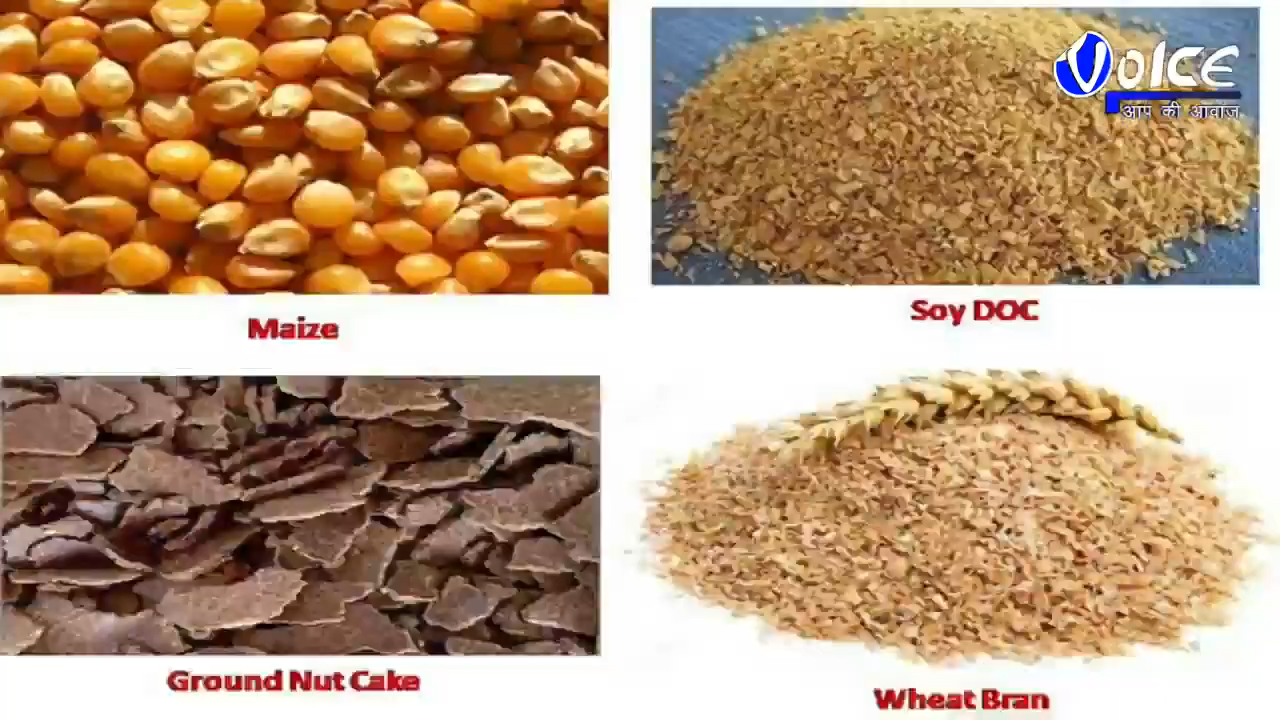 VOICE
आप की आवाज़
Maize
Soy DOC
Ground Nut Cake
Wheat Bran